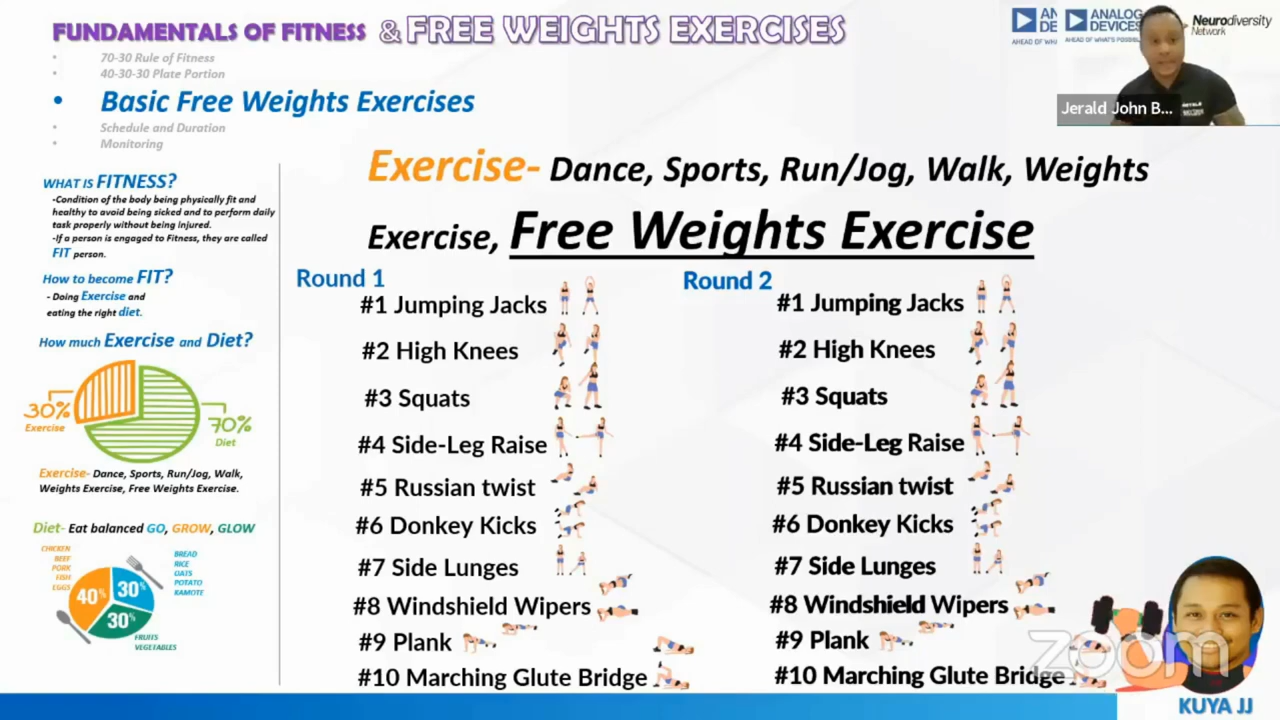 FUNDAMENTALS OF FITNESS & FREE WEIGHTS EXERCISES
• 70-30 Rule of Fitness
• 40-30-30 Plate Portion
• Basic Free Weights Exercises
• Schedule and Duration
• Monitoring
AN
DE
AHEAD OF WHA
ANALOG
DEVICES
AHEAD OF WHAT'S POSSIB
Neurodiversity
Network
Jerald John B...
WHAT IS FITNESS?
-Condition of the body being physically fit and
healthy to avoid being sicked and to perform daily
task properly without being injured.
-If a person is engaged to Fitness, they are called
FIT person.
How to become FIT?
- Doing Exercise and
eating the right diet.
How much Exercise and Diet?
30%
Exercise
70%
Diet
Exercise- Dance, Sports, Run/Jog, Walk,
Weights Exercise, Free Weights Exercise.
Diet- Eat balanced GO, GROW, GLOW
CHICKEN
BEEF
PORK
FISH
EGGS
BREAD
RICE
OATS
POTATO
KAMOTE
40%
30%
30%
FRUITS
VEGETABLES
Exercise- Dance, Sports, Run/Jog, Walk, Weights
Exercise, Free Weights Exercise
Round 1
#1 Jumping Jacks
#2 High Knees
#3 Squats
#4 Side-Leg Raise
#5 Russian twist
#6 Donkey Kicks
#7 Side Lunges
#8 Windshield Wipers
#9 Plank
#10 Marching Glute Bridge
Round 2
#1 Jumping Jacks
#2 High Knees
#3 Squats
#4 Side-Leg Raise
#5 Russian twist
#6 Donkey Kicks
#7 Side Lunges
#8 Windshield Wipers
#9 Plank
#10 Marching Glute Bridge
zoom
KUYA JJ